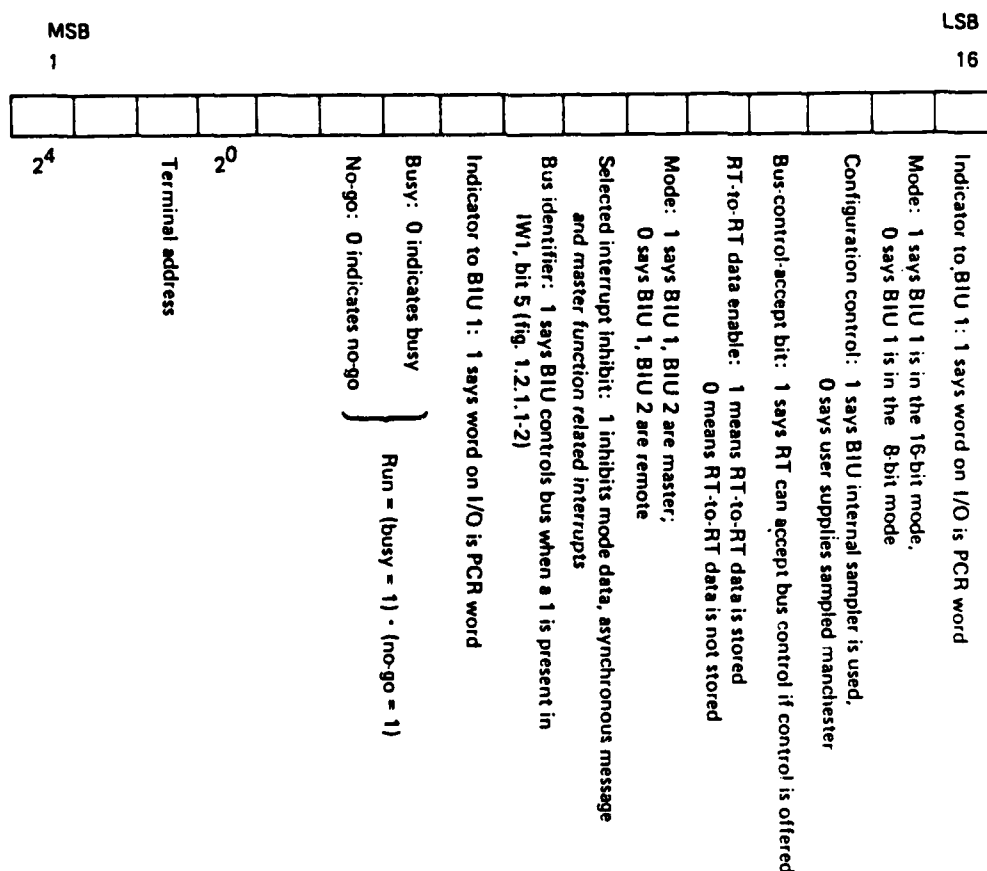 MSB
LSB
1
16
2^4
Terminal address
2^0
No-go: 0 indicates no-go
Busy: 0 indicates busy
Run = (busy = 1) · (no-go = 1)
Indicator to BIU 1: 1 says word on I/O is PCR word
Bus identifier: 1 says BIU controls bus when a 1 is present in
IW1, bit 5 (fig. 1.2.1.1-2)
Selected interrupt inhibit: 1 inhibits mode data, asynchronous message
and master function related interrupts
Mode: 1 says BIU 1, BIU 2 are master;
0 says BIU 1, BIU 2 are remote
RT-to-RT data enable: 1 means RT-to-RT data is stored
0 means RT-to-RT data is not stored
Bus-control-accept bit: 1 says RT can accept bus control if control is offered
Configuration control: 1 says BIU internal sampler is used,
0 says user supplies sampled manchester
Mode: 1 says BIU 1 is in the 16-bit mode,
0 says BIU 1 is in the 8-bit mode
Indicator to BIU 1: 1 says word on I/O is PCR word